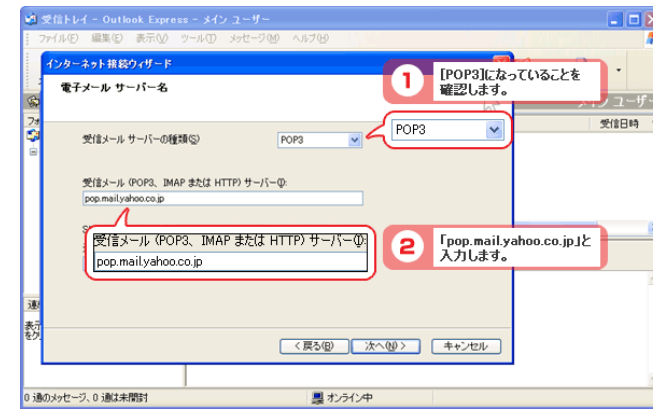 受信トレイ - Outlook Express - メイン ユーザー
ファイル(F) 編集(E) 表示(V) ツール(T) メッセージ(M) ヘルプ(H)
インターネット接続ウィザード
電子メール サーバー名
1
[POP3]になっていることを
確認します。
メイン ユーザー
受信日時
受信メール サーバーの種類(S)
POP3
POP3
受信メール (POP3、IMAP または HTTP) サーバー(I):
pop.mail.yahoo.co.jp
受信メール (POP3、IMAP または HTTP) サーバー(I):
pop.mail.yahoo.co.jp
2
「pop.mail.yahoo.co.jp」と
入力します。
< 戻る(B)
次へ(N) >
キャンセル
0 通のメッセージ、0 通は未開封
オンライン中